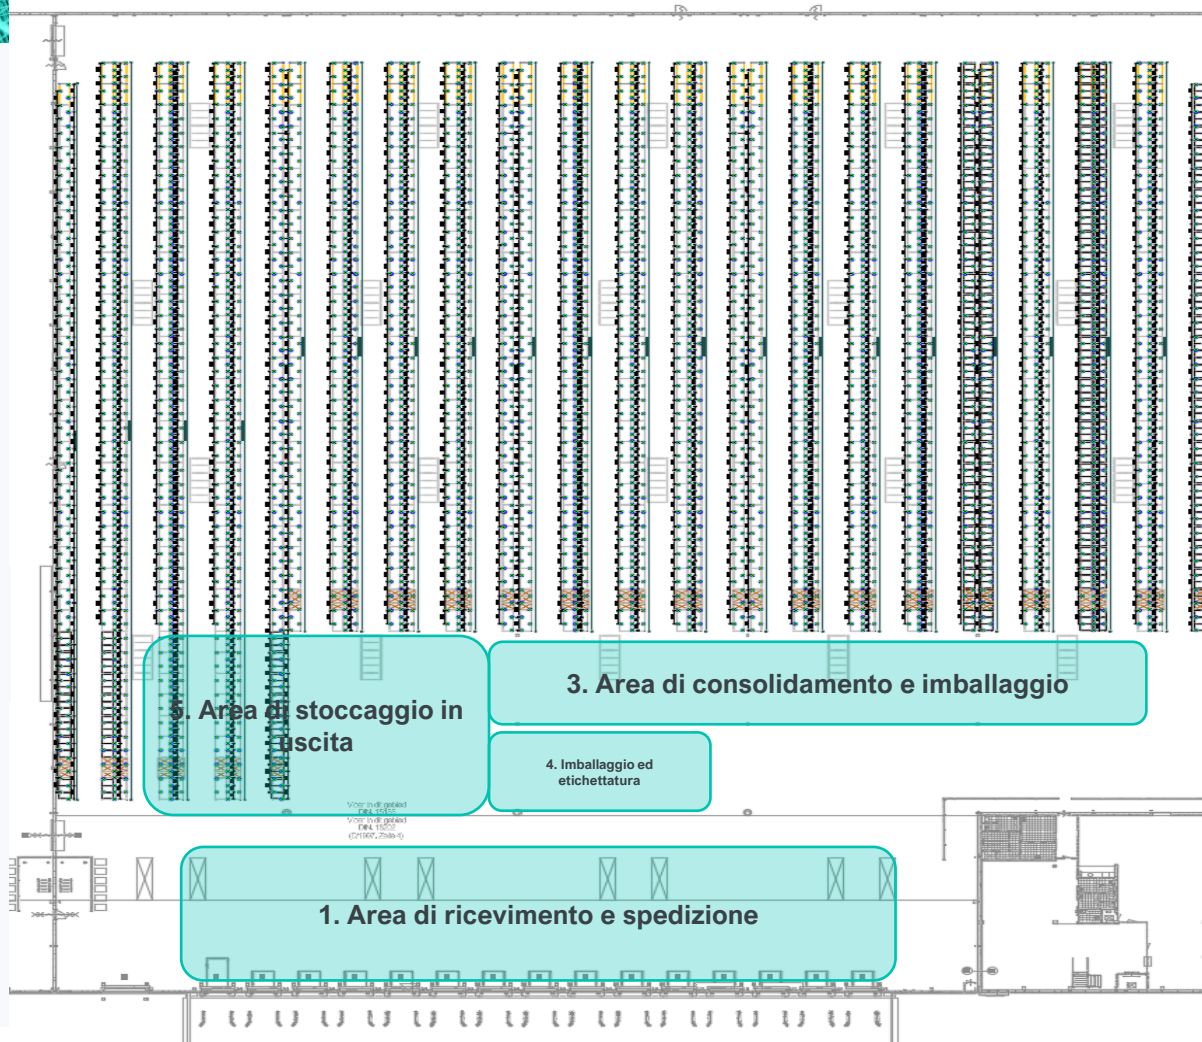 3. Area di consolidamento e imballaggio
5. Area di stoccaggio in
uscita
4. Imballaggio ed
etichettatura
1. Area di ricevimento e spedizione